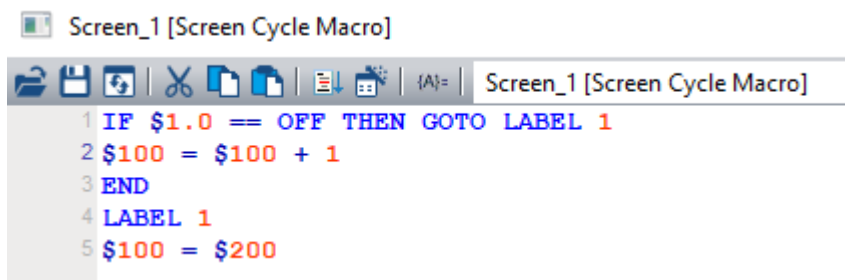 Screen_1 [Screen Cycle Macro]
{A}= Screen_1 [Screen Cycle Macro]
1 IF $1.0 == OFF THEN GOTO LABEL 1
2 $100 = $100 + 1
3 END
4 LABEL 1
5 $100 = $200